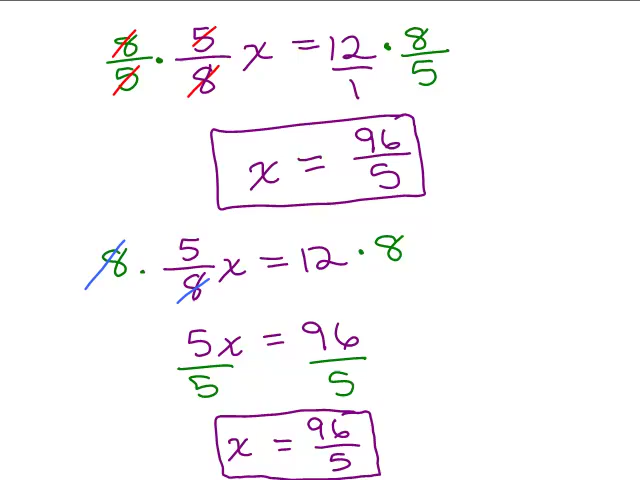 8/5 · 5/8 x = 12/1 · 8/5
x = 96/5
8 · 5/8 x = 12 · 8
5x/5 = 96/5
x = 96/5